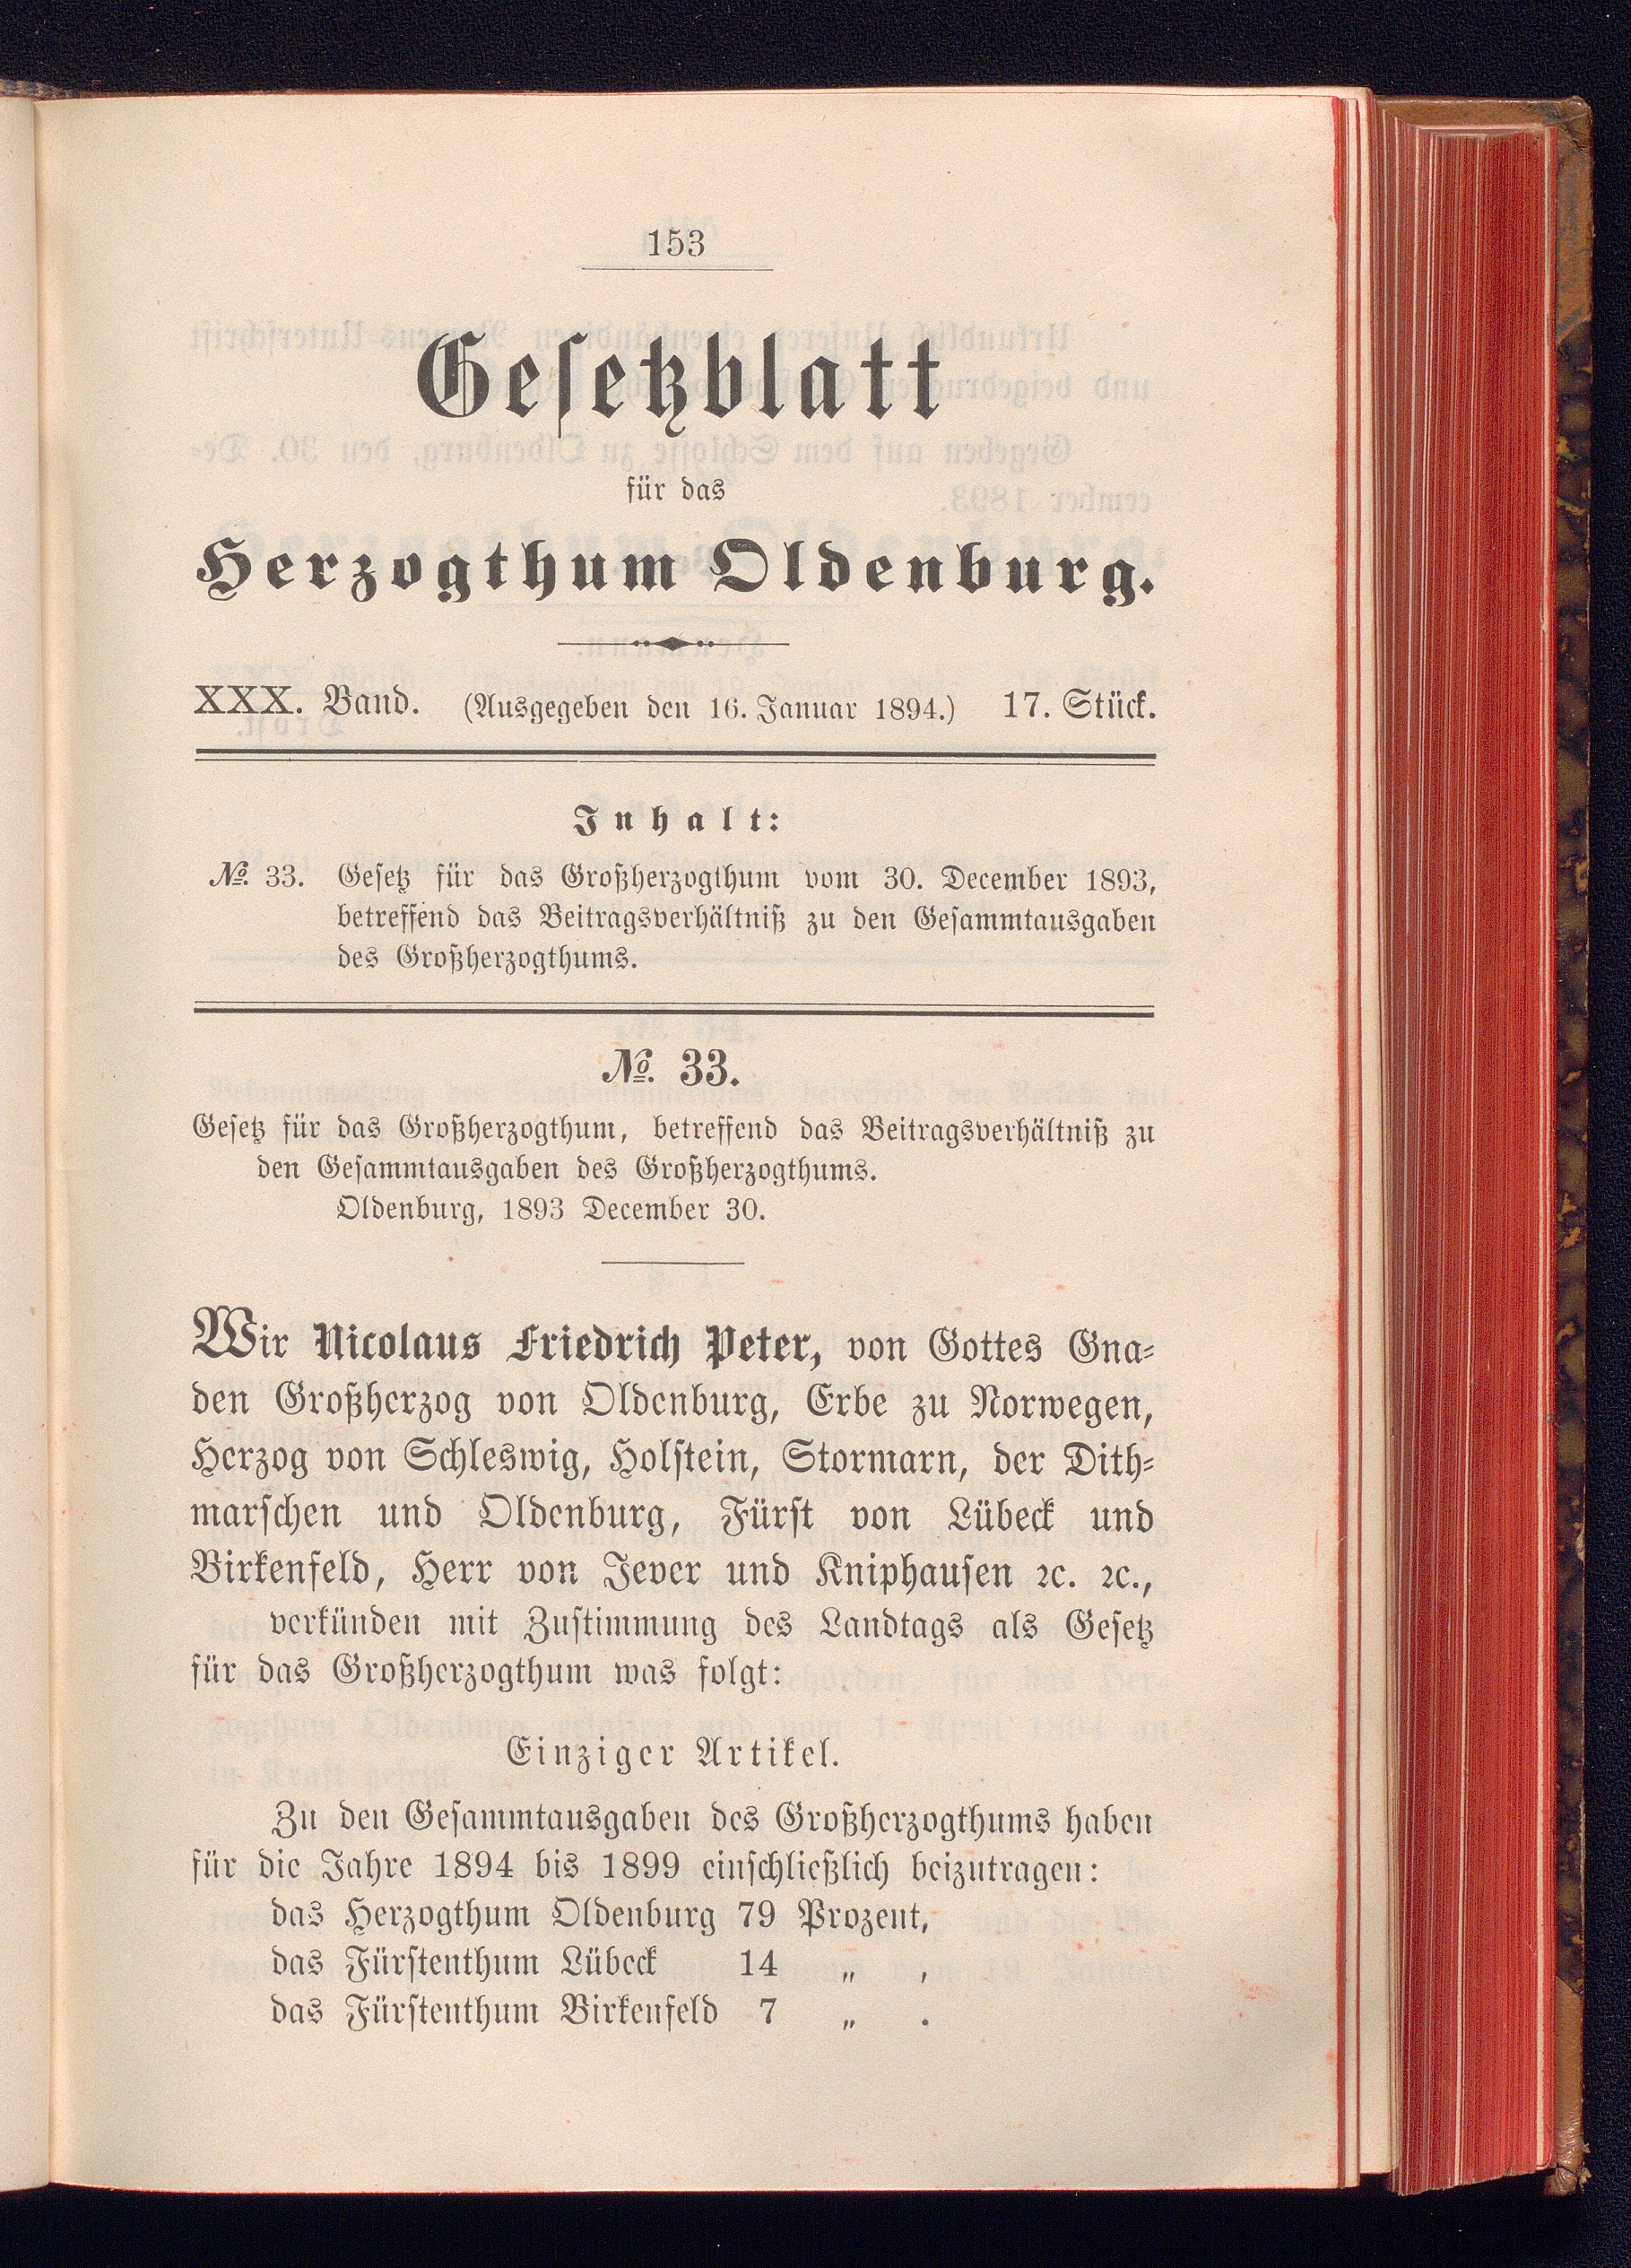 153
Gesetzblatt
für das
Herzogthum Oldenburg.
XXX. Band. (Ausgegeben den 16. Januar 1894.) 17. Stück.
Inhalt:
№. 33. Gesetz für das Großherzogthum vom 30. December 1893,
betreffend das Beitragsverhältniß zu den Gesammtausgaben
des Großherzogthums.
№. 33.
Gesetz für das Großherzogthum, betreffend das Beitragsverhältniß zu
den Gesammtausgaben des Großherzogthums.
Oldenburg, 1893 December 30.
Wir Nicolaus Friedrich Peter, von Gottes Gna-
den Großherzog von Oldenburg, Erbe zu Norwegen,
Herzog von Schleswig, Holstein, Stormarn, der Dith-
marschen und Oldenburg, Fürst von Lübeck und
Birkenfeld, Herr von Jever und Kniphausen ꝛc. ꝛc.,
verkünden mit Zustimmung des Landtags als Gesetz
für das Großherzogthum was folgt:
Einziger Artikel.
Zu den Gesammtausgaben des Großherzogthums haben
für die Jahre 1894 bis 1899 einschließlich beizutragen:
das Herzogthum Oldenburg 79 Prozent,
das Fürstenthum Lübeck 14 „ ,
das Fürstenthum Birkenfeld 7 „ .